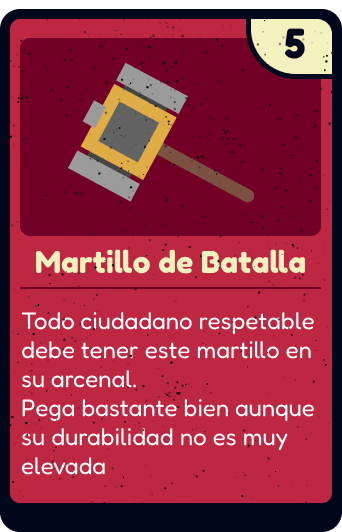 5
Martillo de Batalla
Todo ciudadano respetable
debe tener este martillo en
su arcenal.
Pega bastante bien aunque
su durabilidad no es muy
elevada